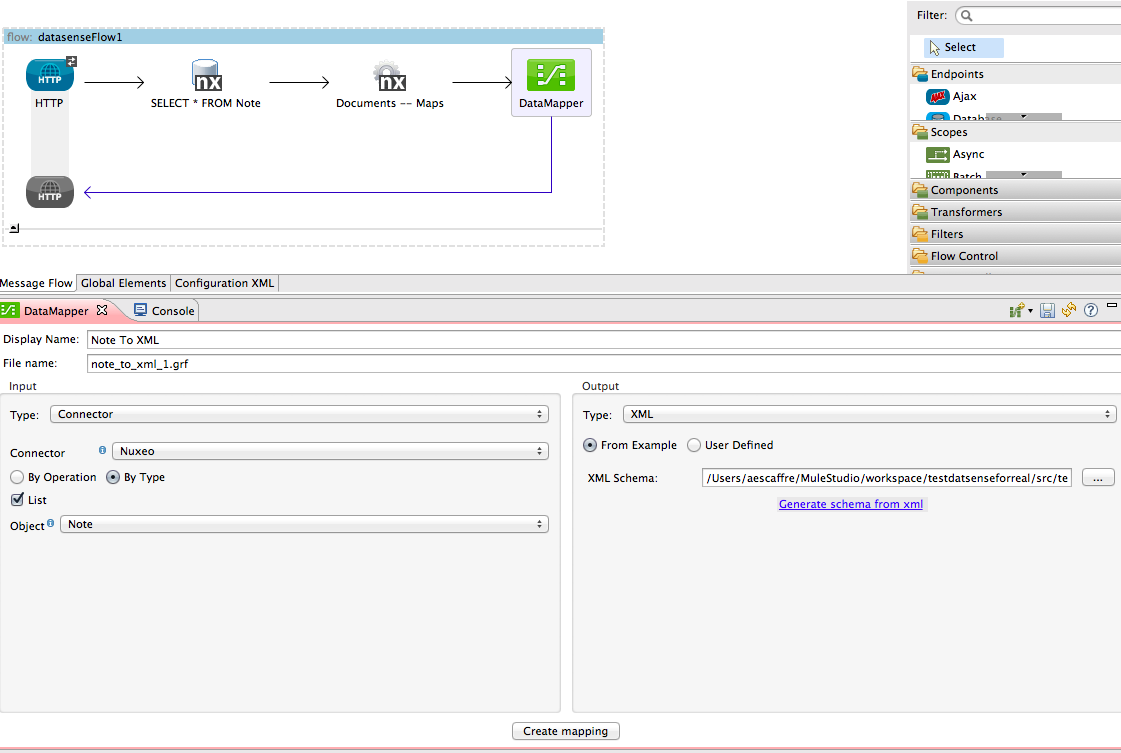 flow: datasenseFlow1
HTTP
nx
nx
HTTP
SELECT * FROM Note
Documents -- Maps
DataMapper
HTTP
Filter:
Select
Endpoints
Ajax
Database
Scopes
Async
Batch
Components
Transformers
Filters
Flow Control
Message Flow
Global Elements
Configuration XML
DataMapper
Console
Display Name:
Note To XML
File name:
note_to_xml_1.grf
Input
Type:
Connector
Connector
Nuxeo
By Operation
By Type
List
Object
Note
Output
Type:
XML
From Example
User Defined
XML Schema:
/Users/aescaffre/MuleStudio/workspace/testdatsenseforreal/src/te
...
Generate schema from xml
Create mapping